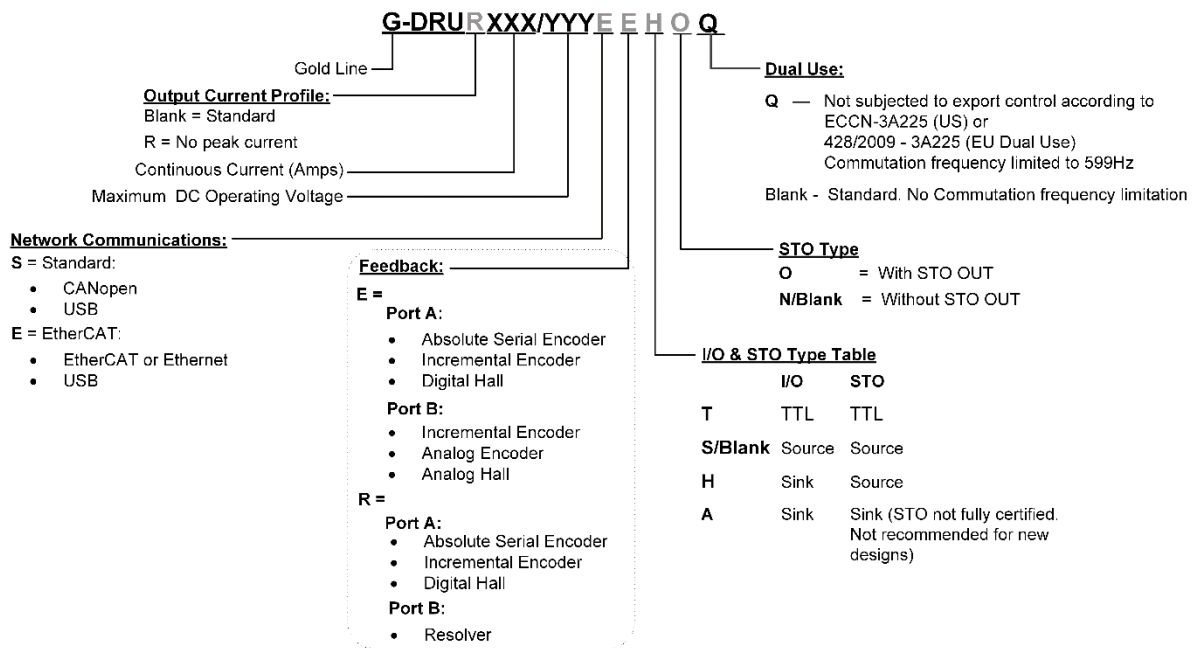 G-DRURXXX/YYYEEHOQ
Gold Line
Output Current Profile:
Blank = Standard
R = No peak current
Continuous Current (Amps)
Maximum DC Operating Voltage
Network Communications:
S = Standard:
• CANopen
• USB
E = EtherCAT:
• EtherCAT or Ethernet
• USB
Feedback:
E =
Port A:
• Absolute Serial Encoder
• Incremental Encoder
• Digital Hall
Port B:
• Incremental Encoder
• Analog Encoder
• Analog Hall
R =
Port A:
• Absolute Serial Encoder
• Incremental Encoder
• Digital Hall
Port B:
• Resolver
Dual Use:
Q — Not subjected to export control according to
ECCN-3A225 (US) or
428/2009 - 3A225 (EU Dual Use)
Commutation frequency limited to 599Hz
Blank - Standard. No Commutation frequency limitation
STO Type
O = With STO OUT
N/Blank = Without STO OUT
I/O & STO Type Table
I/O STO
T TTL TTL
S/Blank Source Source
H Sink Source
A Sink Sink (STO not fully certified.
Not recommended for new
designs)